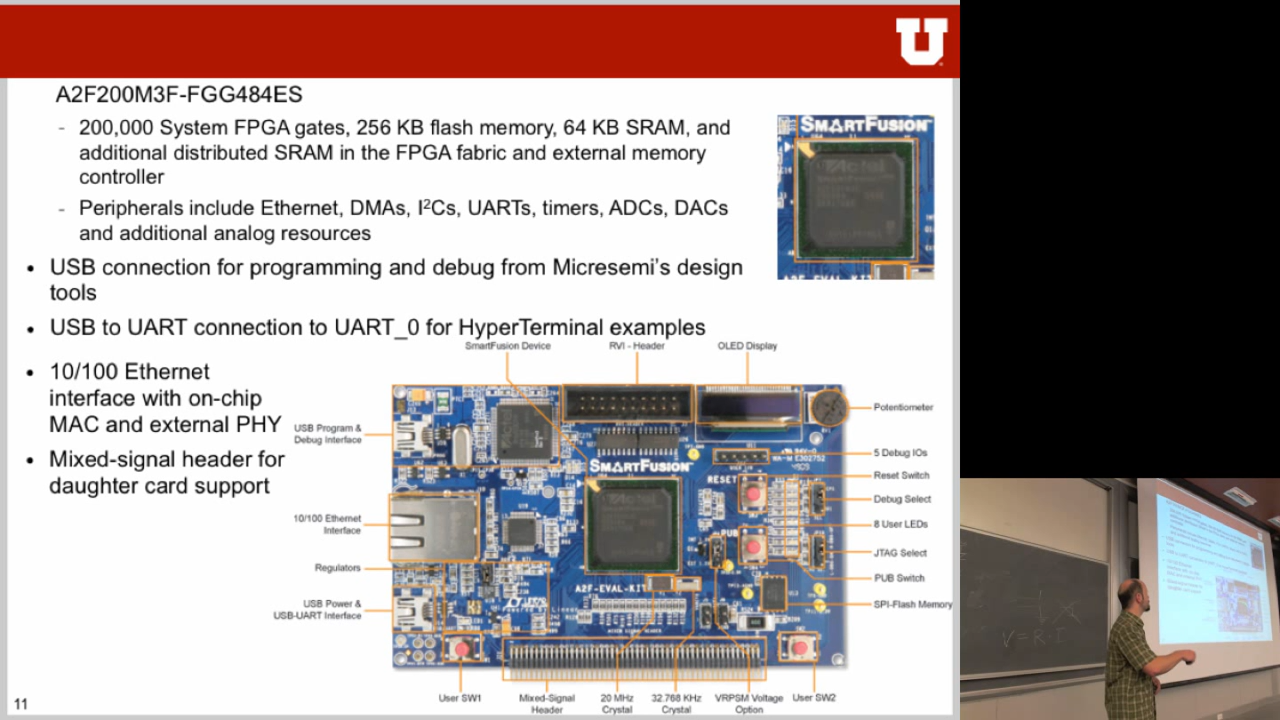 U
A2F200M3F-FGG484ES
- 200,000 System FPGA gates, 256 KB flash memory, 64 KB SRAM, and
additional distributed SRAM in the FPGA fabric and external memory
controller
- Peripherals include Ethernet, DMAs, I²Cs, UARTs, timers, ADCs, DACs
and additional analog resources
SMARTFUSION
Actel
• USB connection for programming and debug from Micresemi's design
tools
• USB to UART connection to UART_0 for HyperTerminal examples
• 10/100 Ethernet
interface with on-chip
MAC and external PHY
• Mixed-signal header for
daughter card support
SmartFusion Device
RVI - Header
OLED Display
USB Program &
Debug Interface
10/100 Ethernet
Interface
Regulators
USB Power &
USB-UART Interface
Potentiometer
5 Debug IOs
Reset Switch
Debug Select
8 User LEDs
JTAG Select
PUB Switch
SPI-Flash Memory
SMARTFUSION
Actel
RESET
PUB
A2F-EVAL-KIT
User SW1
Mixed-Signal
Header
20 MHz
Crystal
32.768 KHz
Crystal
VRPSM Voltage
Option
User SW2
11
V=R·I